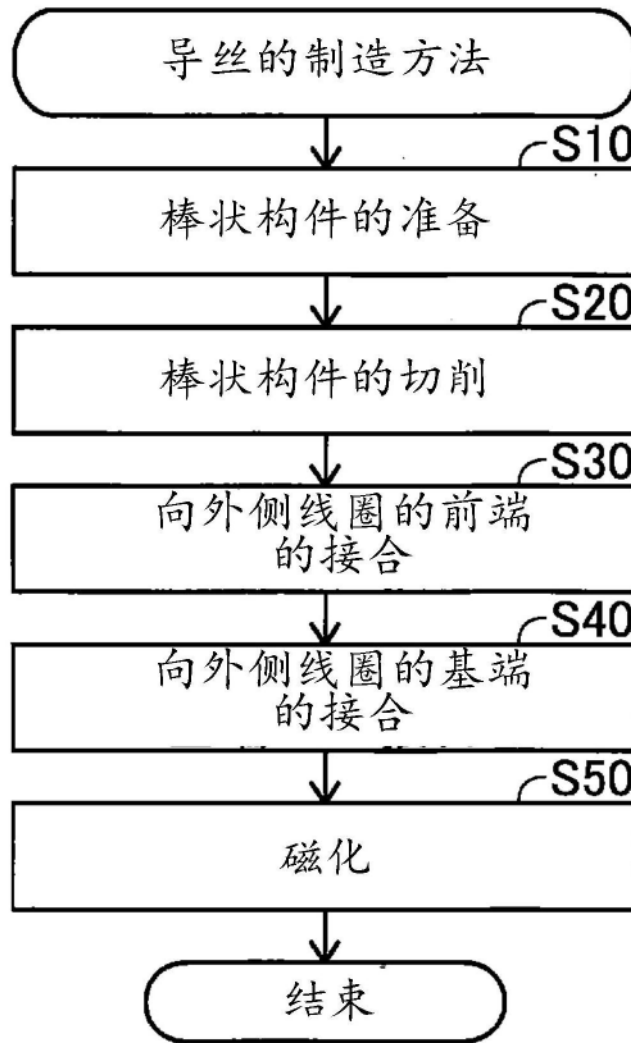 导丝的制造方法
S10
棒状构件的准备
S20
棒状构件的切削
S30
向外侧线圈的前端
的接合
S40
向外侧线圈的基端
的接合
S50
磁化
结束